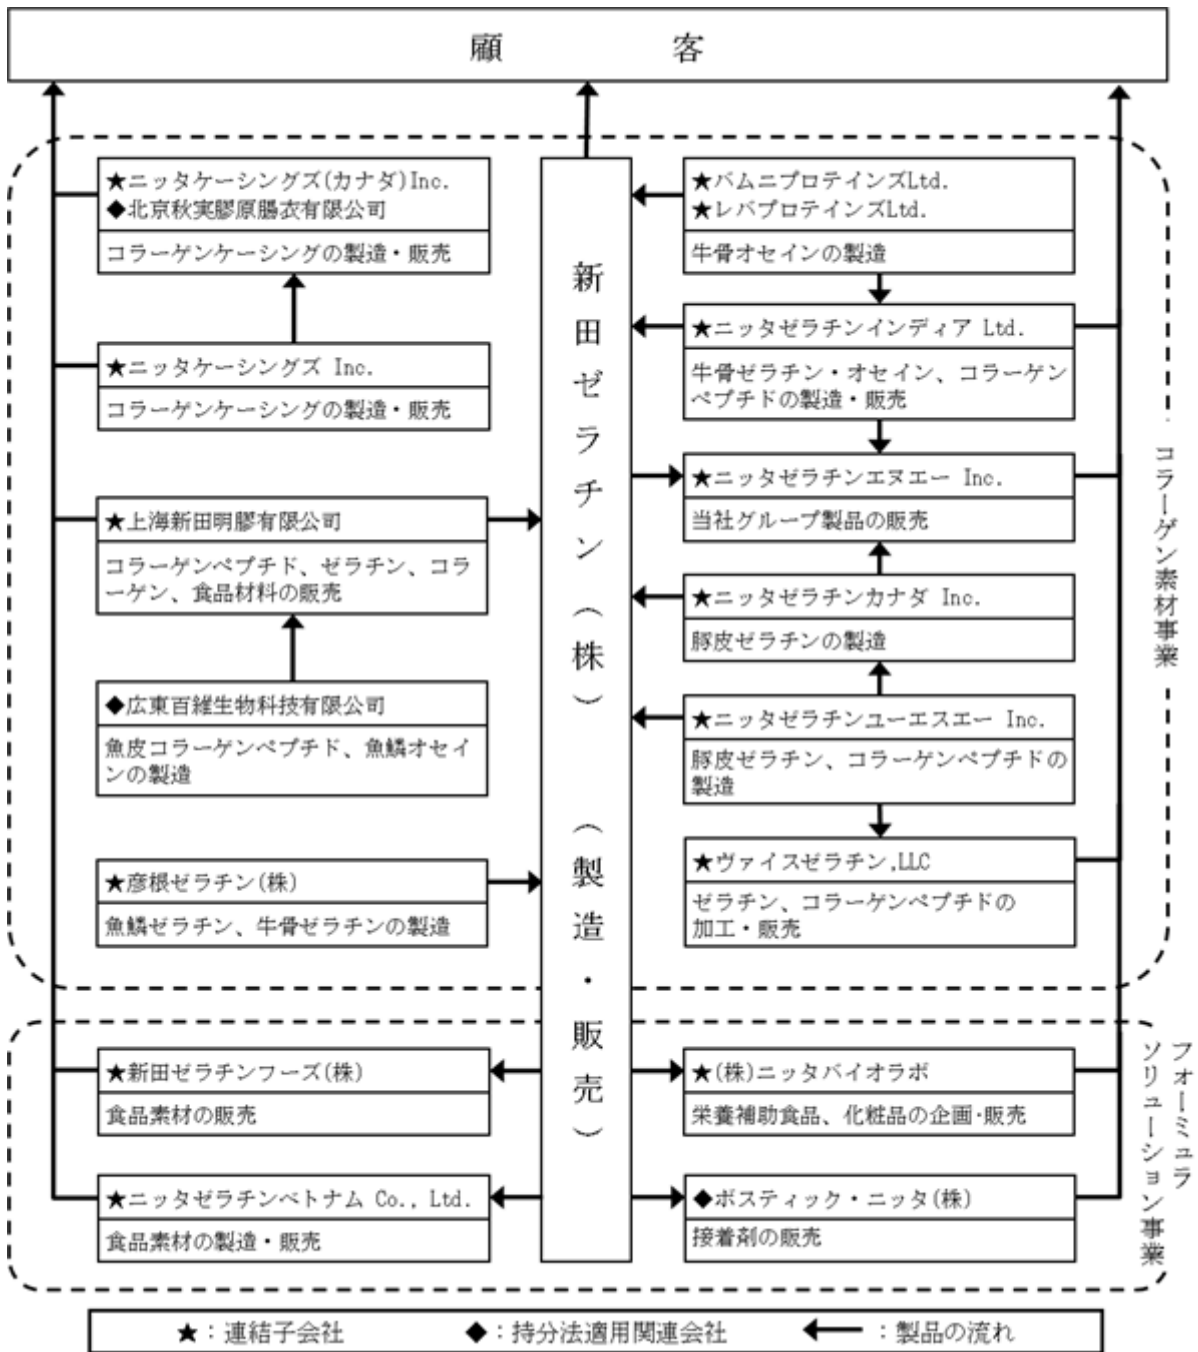 顧客
★ニッタケーシングズ(カナダ)Inc.
◆北京秋実膠原腸衣有限公司
コラーゲンケーシングの製造・販売
★ニッタケーシングズ Inc.
コラーゲンケーシングの製造・販売
★上海新田明膠有限公司
コラーゲンペプチド、ゼラチン、コラ
ーゲン、食品材料の販売
◆広東百維生物科技有限公司
魚皮コラーゲンペプチド、魚鱗オセイ
ンの製造
★彦根ゼラチン(株)
魚鱗ゼラチン、牛骨ゼラチンの製造
新田ゼラチン(株)(製造・販売)
★バムニプロテインズLtd.
★レバプロテインズLtd.
牛骨オセインの製造
★ニッタゼラチンインディア Ltd.
牛骨ゼラチン・オセイン、コラーゲン
ペプチドの製造・販売
★ニッタゼラチンエヌエー Inc.
当社グループ製品の販売
★ニッタゼラチンカナダ Inc.
豚皮ゼラチンの製造
★ニッタゼラチンユーエスエー Inc.
豚皮ゼラチン、コラーゲンペプチドの
製造
★ヴァイスゼラチン,LLC
ゼラチン、コラーゲンペプチドの
加工・販売
コラーゲン素材事業
★新田ゼラチンフーズ(株)
食品素材の販売
★ニッタゼラチンベトナム Co., Ltd.
食品素材の製造・販売
★(株)ニッタバイオラボ
栄養補助食品、化粧品の企画・販売
◆ボスティック・ニッタ(株)
接着剤の販売
フォーミュラ
ソリューション事業
★：連結子会社 ◆：持分法適用関連会社 ←：製品の流れ